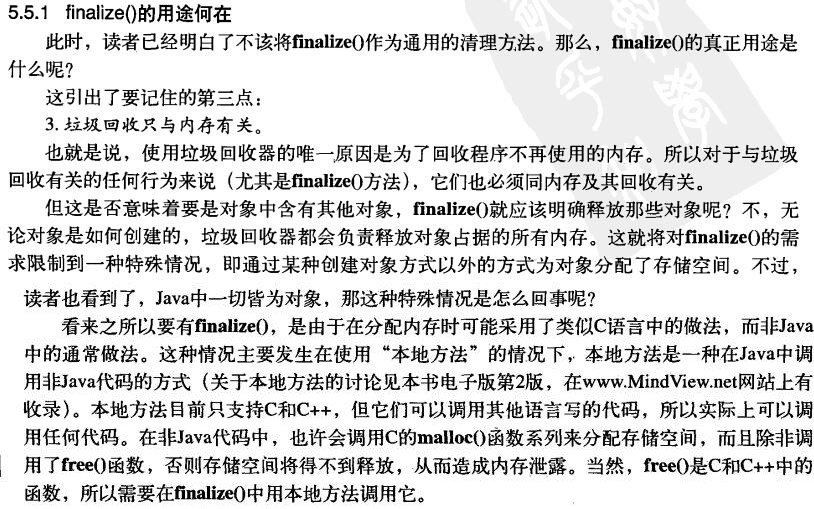 5.5.1 finalize()的用途何在
此时，读者已经明白了不该将finalize()作为通用的清理方法。那么，finalize()的真正用途是
什么呢？
这引出了要记住的第三点：
3. 垃圾回收只与内存有关。
也就是说，使用垃圾回收器的唯一原因是为了回收程序不再使用的内存。所以对于与垃圾
回收有关的任何行为来说（尤其是finalize()方法），它们也必须同内存及其回收有关。
但这是否意味着要是对象中含有其他对象，finalize()就应该明确释放那些对象呢？不，无
论对象是如何创建的，垃圾回收器都会负责释放对象占据的所有内存。这就将对finalize()的需
求限制到一种特殊情况，即通过某种创建对象方式以外的方式为对象分配了存储空间。不过，
读者也看到了，Java中一切皆为对象，那这种特殊情况是怎么回事呢？
看来之所以要有finalize()，是由于在分配内存时可能采用了类似C语言中的做法，而非Java
中的通常做法。这种情况主要发生在使用“本地方法”的情况下，本地方法是一种在Java中调
用非Java代码的方式（关于本地方法的讨论见本书电子版第2版，在www.MindView.net网站上有
收录）。本地方法目前只支持C和C++，但它们可以调用其他语言写的代码，所以实际上可以调
用任何代码。在非Java代码中，也许会调用C的malloc()函数系列来分配存储空间，而且除非调
用了free()函数，否则存储空间将得不到释放，从而造成内存泄露。当然，free()是C和C++中的
函数，所以需要在finalize()中用本地方法调用它。